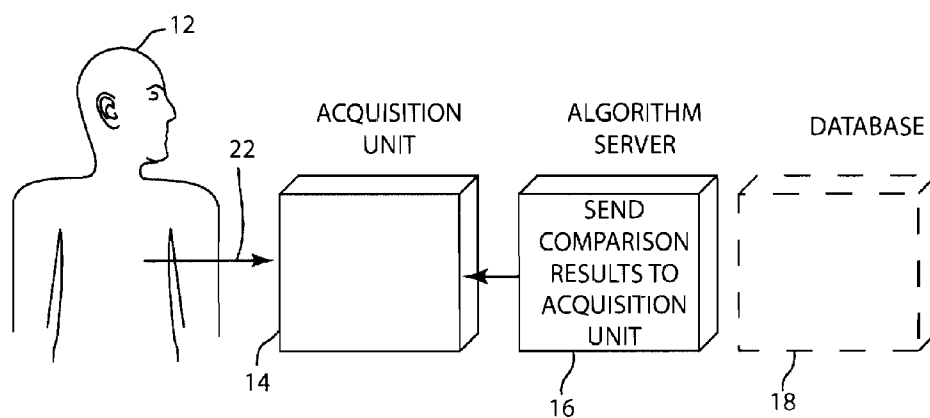 12
22
ACQUISITION
UNIT
ALGORITHM
SERVER
DATABASE
SEND
COMPARISON
RESULTS TO
ACQUISITION
UNIT
14
16
18